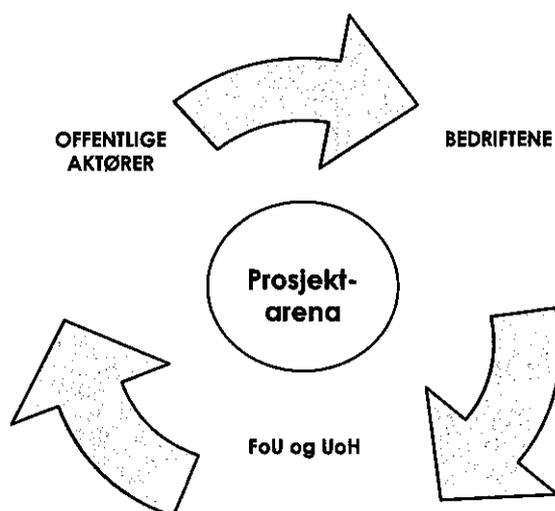 OFFENTLIGE
AKTØRER
BEDRIFTENE
Prosjekt-
arena
FoU og UoH